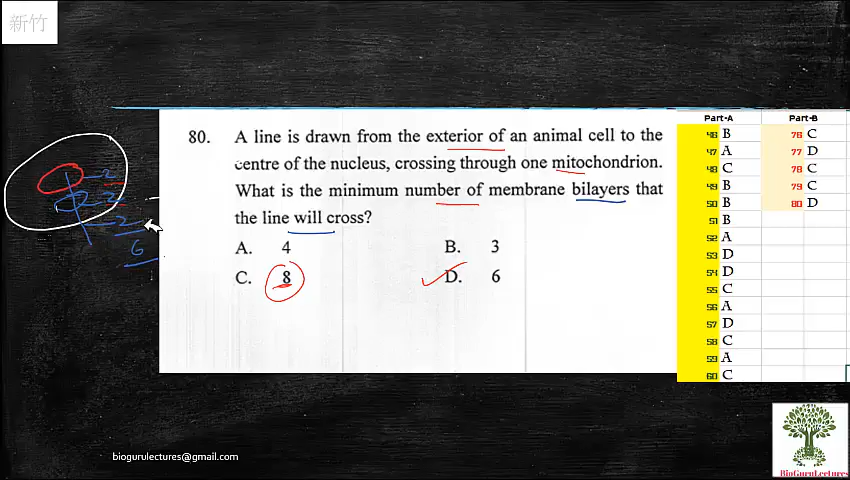 新竹
80. A line is drawn from the exterior of an animal cell to the
centre of the nucleus, crossing through one mitochondrion.
What is the minimum number of membrane bilayers that
the line will cross?
A. 4
B. 3
C. 8
D. 6
2
2
2
6
Part-A Part-B
46 B 76 C
47 A 77 D
48 C 78 C
49 B 79 C
50 B 80 D
51 B
52 A
53 D
54 D
55 C
56 A
57 D
58 C
59 A
60 C
biogurulectures@gmail.com
BioGuruLectures